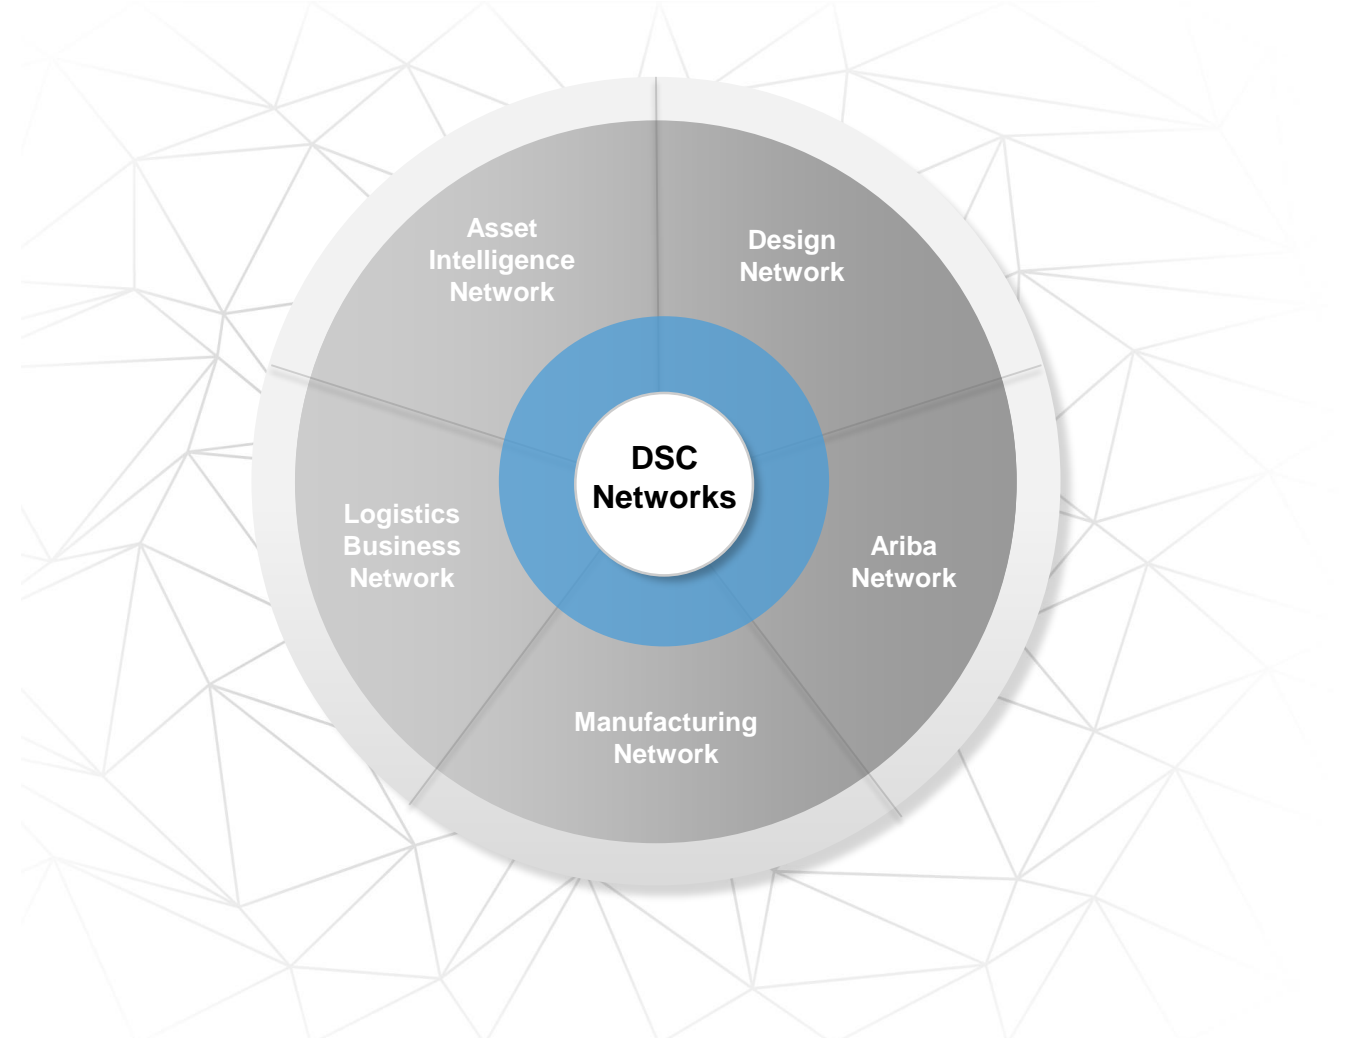 Asset
Intelligence
Network
Design
Network
DSC
Networks
Logistics
Business
Network
Ariba
Network
Manufacturing
Network